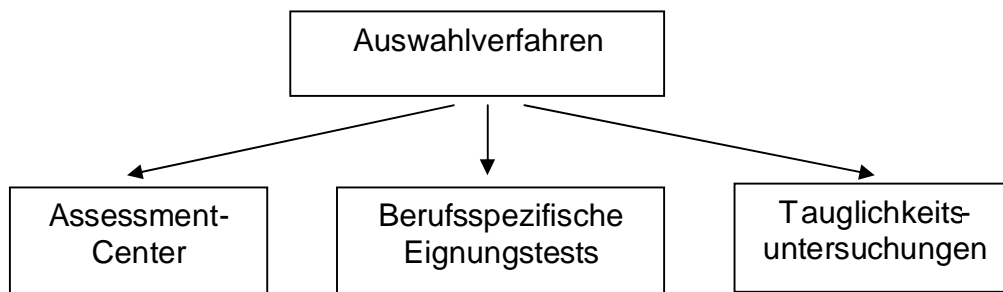 Auswahlverfahren
Assessment-
Center
Berufsspezifische
Eignungstests
Tauglichkeits-
untersuchungen